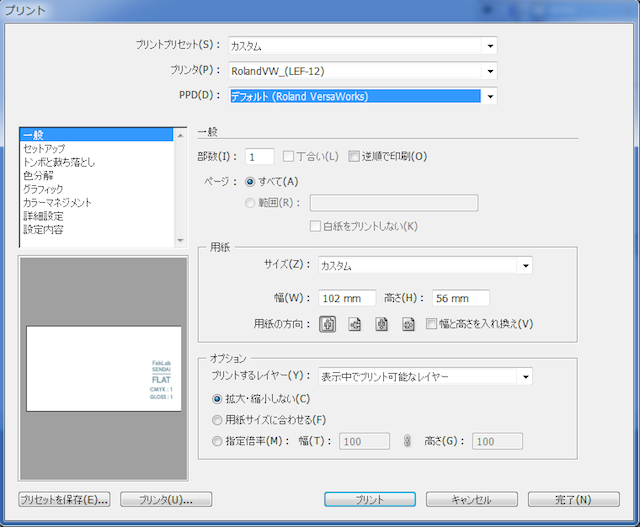 プリント
プリントプリセット(S)： カスタム
プリンタ(P)： RolandVW_(LEF-12)
PPD(D)： デフォルト (Roland VersaWorks)
一般
セットアップ
トンボと裁ち落とし
色分解
グラフィック
カラーマネジメント
詳細設定
設定内容
一般
部数(I)： 1 丁合い(L) 逆順で印刷(O)
ページ： すべて(A)
範囲(R)：
白紙をプリントしない(K)
用紙
サイズ(Z)： カスタム
幅(W)： 102 mm 高さ(H)： 56 mm
用紙の方向： 幅と高さを入れ換え(V)
オプション
プリントするレイヤー(Y)： 表示中でプリント可能なレイヤー
拡大・縮小しない(C)
用紙サイズに合わせる(F)
指定倍率(M)： 幅(T)： 100 高さ(G)： 100
FabLab
SENDAI
FLAT
CMYK : 1
GLOSS : 1
プリセットを保存(E)... プリンタ(U)... プリント キャンセル 完了(N)